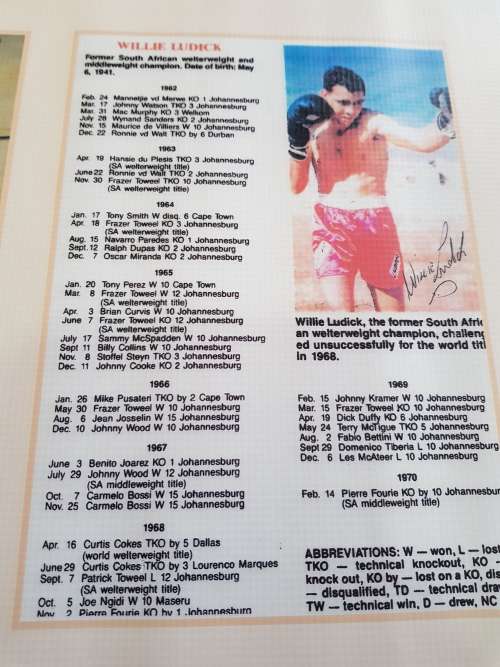 WILLIE LUDICK
Former South African welterweight and
middleweight champion. Date of birth: May
6, 1941.
1962
Feb. 24 Mannetjie vd Merwe KO 1 Johannesburg
Mar. 17 Johnny Watson TKO 3 Johannesburg
Mar. 31 Mac Murphy KO 3 Welkom
July 28 Wynand Sanders KO 2 Johannesburg
Nov. 15 Maurice de Villiers W 10 Johannesburg
Dec. 22 Ronnie vd Walt TKO by 6 Durban
1963
Apr. 19 Hansie du Plesis TKO 3 Johannesburg
(SA welterweight title)
June 22 Ronnie vd Walt TKO 2 Johannesburg
Nov. 30 Frazer Toweel TKO 10 Johannesburg
(SA welterweight title)
1964
Jan. 17 Tony Smith W disq. 6 Cape Town
Apr. 18 Frazer Toweel KO 3 Johannesburg
(SA welterweight title)
Aug. 15 Navarro Paredes KO 1 Johannesburg
Sept. 12 Ralph Dupas KO 2 Johannesburg
Dec. 7 Oscar Miranda KO 2 Johannesburg
1965
Jan. 20 Tony Perez W 10 Cape Town
Mar. 8 Frazer Toweel W 12 Johannesburg
(SA welterweight title)
Apr. 3 Brian Curvis W 10 Johannesburg
June 7 Frazer Toweel KO 12 Johannesburg
(SA welterweight title)
July 17 Sammy McSpadden W 10 Johannesburg
Sept 11 Billy Collins W 10 Johannesburg
Nov. 8 Stoffel Steyn TKO 3 Johannesburg
Dec. 11 Johnny Cooke KO 2 Johannesburg
1966
Jan. 26 Mike Pusateri TKO by 2 Cape Town
May 30 Frazer Toweel W 10 Johannesburg
Aug. 6 Jean Josselin W 15 Johannesburg
Dec. 10 Johnny Wood W 10 Johannesburg
1967
June 3 Benito Joarez KO 1 Johannesburg
July 29 Johnny Wood W 12 Johannesburg
(SA middleweight title)
Oct. 7 Carmelo Bossi W 15 Johannesburg
Nov. 25 Carmelo Bossi W 15 Johannesburg
1968
Apr. 16 Curtis Cokes TKO by 5 Dallas
(world welterweight title)
June 29 Curtis Cokes TKO by 3 Lourenco Marques
Sept. 7 Patrick Toweel L 12 Johannesburg
(SA welterweight title)
Oct. 5 Joe Ngidi W 10 Maseru
Nov. 2 Pierre Fourie KO by 1 Johannesburg
Willie Ludick
Willie Ludick, the former South Afric
an welterweight champion, challeng
ed unsuccessfully for the world titl
in 1968.
1969
Feb. 15 Johnny Kramer W 10 Johannesburg
Mar. 15 Frazer Toweel KO 10 Johannesburg
Apr. 19 Dick Duffy KO 6 Johannesburg
May 24 Terry McTigue TKO 5 Johannesburg
Aug. 2 Fabio Bettini W 10 Johannesburg
Sept 29 Domenico Tiberia L 10 Johannesburg
Dec. 6 Les McAteer L 10 Johannesburg
1970
Feb. 14 Pierre Fourie KO by 10 Johannesbur
(SA middleweight title)
ABBREVIATIONS: W — won, L — lost
TKO — technical knockout, KO —
knock out, KO by — lost on a KO, dis
— disqualified, TD — technical draw
TW — technical win, D — drew, NC